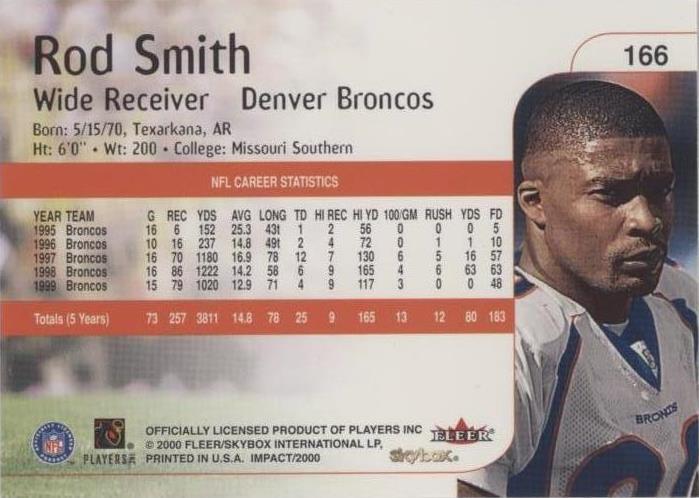 Rod Smith
166
Wide Receiver Denver Broncos
Born: 5/15/70, Texarkana, AR
Ht: 6'0" • Wt: 200 • College: Missouri Southern
NFL CAREER STATISTICS
YEAR TEAM G REC YDS AVG LONG TD HI REC HI YD 100/GM RUSH YDS FD
1995 Broncos 16 6 152 25.3 43t 1 2 56 0 0 0 5
1996 Broncos 10 16 237 14.8 49t 2 4 72 0 1 1 10
1997 Broncos 16 70 1180 16.9 78 12 7 130 6 5 16 57
1998 Broncos 16 86 1222 14.2 58 6 9 165 4 6 63 63
1999 Broncos 15 79 1020 12.9 71 4 9 117 3 0 0 48
Totals (5 Years) 73 257 3811 14.8 78 25 9 165 13 12 80 183
BRONCOS
NFL
PLAYERS INC
OFFICIALLY LICENSED PRODUCT OF PLAYERS INC
© 2000 FLEER/SKYBOX INTERNATIONAL LP,
PRINTED IN U.S.A. IMPACT/2000
FLEER
skybox